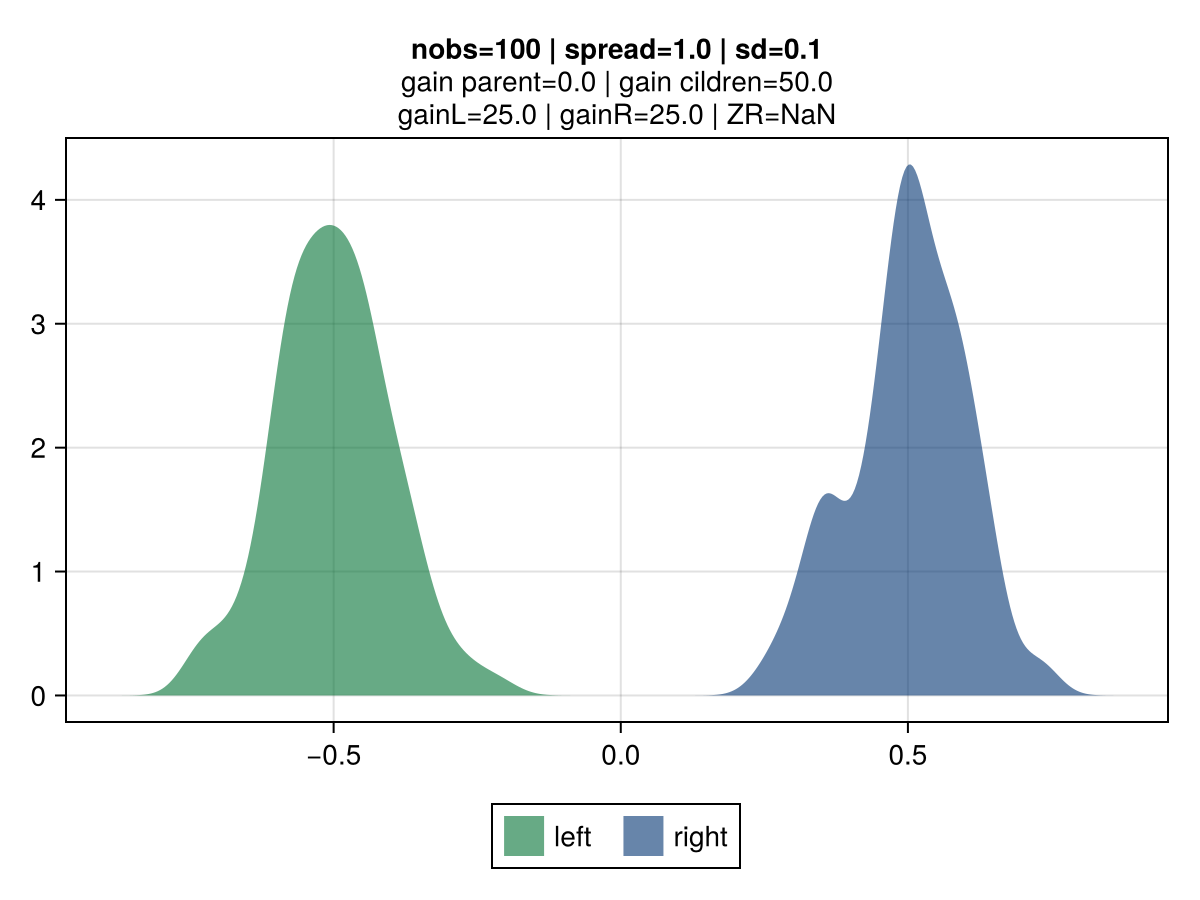 nobs=100 | spread=1.0 | sd=0.1
gain parent=0.0 | gain cildren=50.0
gainL=25.0 | gainR=25.0 | ZR=NaN
4
3
2
1
0
−0.5 0.0 0.5
left right